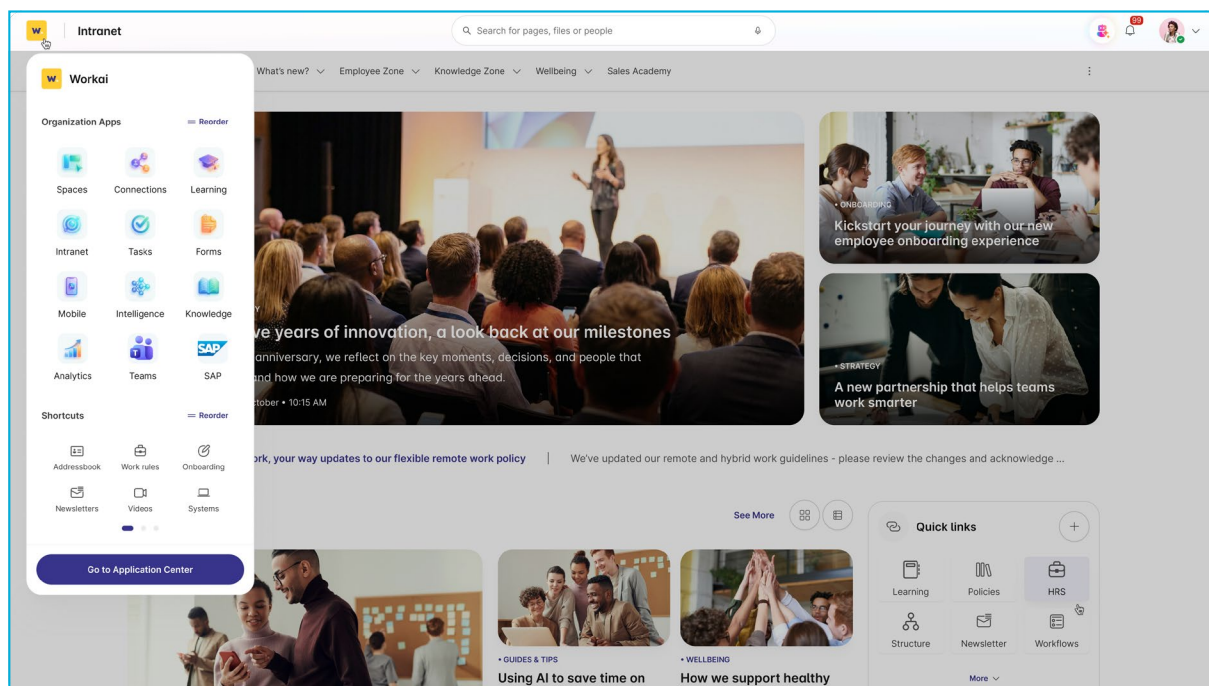 w.
Intranet
Search for pages, files or people
99
w. Workai
What's new?
Employee Zone
Knowledge Zone
Wellbeing
Sales Academy
Organization Apps
Reorder
Spaces
Connections
Learning
Intranet
Tasks
Forms
Mobile
Intelligence
Knowledge
Analytics
T
Teams
SAP
SAP
Shortcuts
Reorder
Addressbook
Work rules
Onboarding
Newsletters
Videos
Systems
Go to Application Center
years of innovation, a look back at our milestones
anniversary, we reflect on the key moments, decisions, and people that
and how we are preparing for the years ahead.
• 10:15 AM
• ONBOARDING
Kickstart your journey with our new
employee onboarding experience
• STRATEGY
A new partnership that helps teams
work smarter
your way updates to our flexible remote work policy
We've updated our remote and hybrid work guidelines - please review the changes and acknowledge ...
See More
Quick links
Learning
Policies
HRS
Structure
Newsletter
Workflows
More
• GUIDES & TIPS
Using AI to save time on
• WELLBEING
How we support healthy